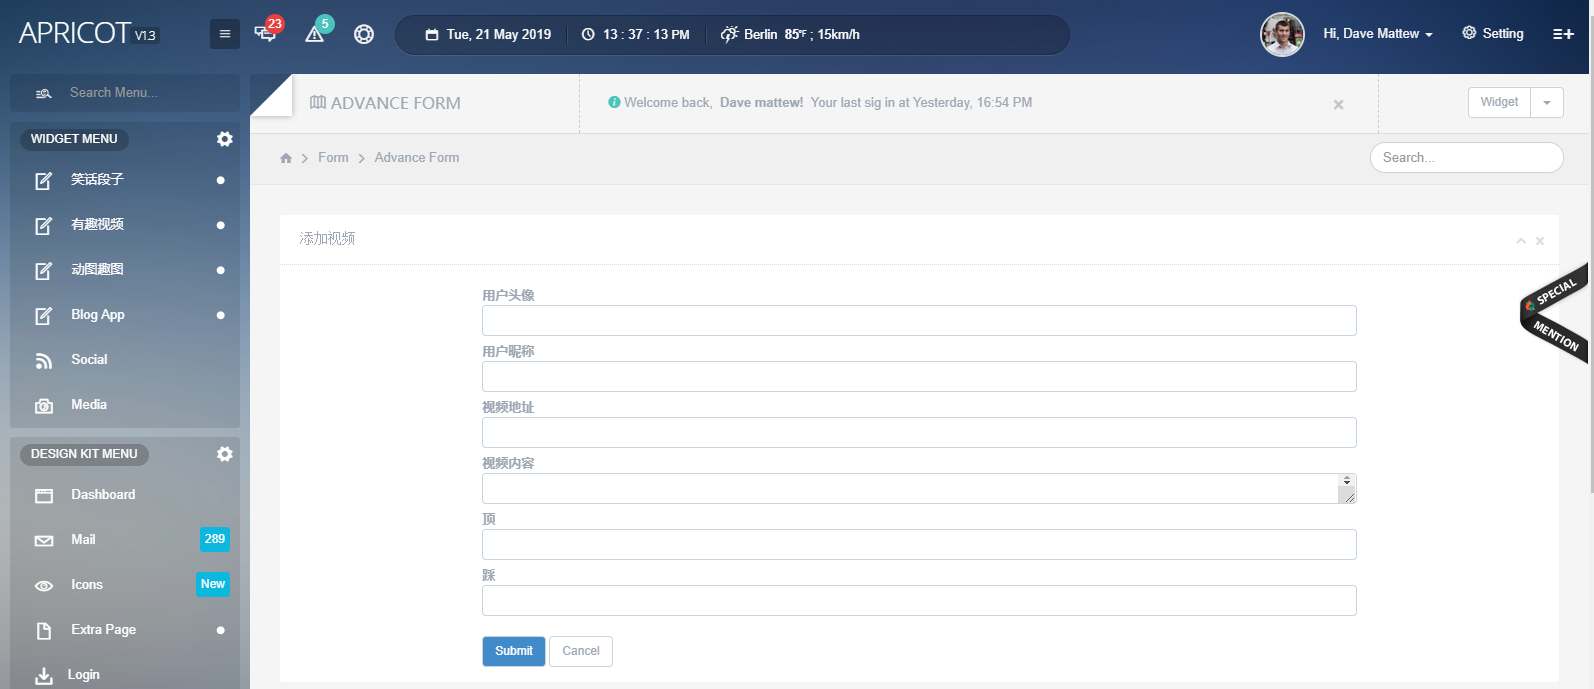 APRICOT V1.3
23
5
Tue, 21 May 2019
13 : 37 : 13 PM
Berlin 85°F ; 15km/h
Hi, Dave Mattew
Setting
Search Menu...
WIDGET MENU
笑话段子
有趣视频
动图趣图
Blog App
Social
Media
DESIGN KIT MENU
Dashboard
Mail 289
Icons New
Extra Page
Login
ADVANCE FORM
Welcome back, Dave mattew! Your last sig in at Yesterday, 16:54 PM
Widget
Form > Advance Form
Search...
添加视频
用户头像
用户昵称
视频地址
视频内容
顶
踩
Submit Cancel
SPECIAL
MENTION